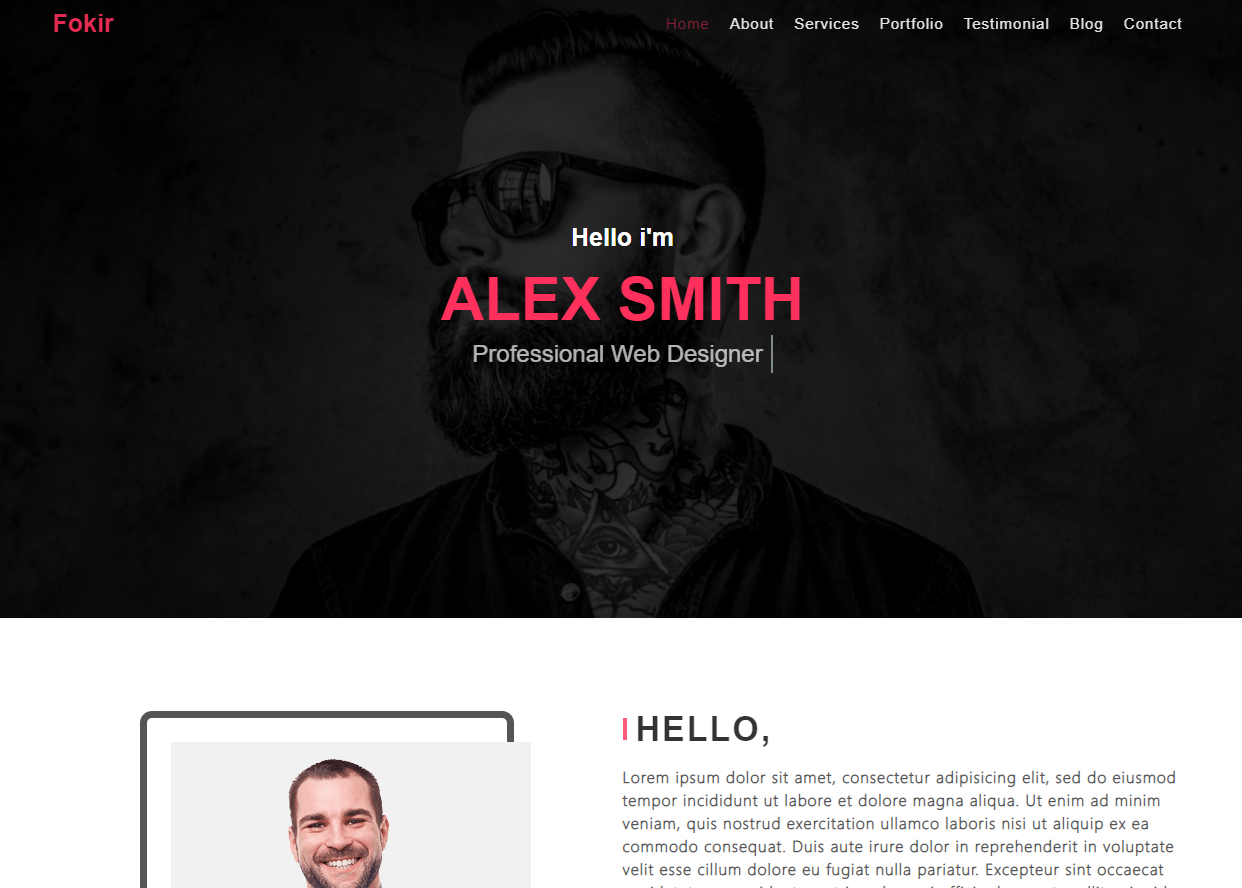 Fokir
Home About Services Portfolio Testimonial Blog Contact
Hello i'm
ALEX SMITH
Professional Web Designer
HELLO,
Lorem ipsum dolor sit amet, consectetur adipisicing elit, sed do eiusmod
tempor incididunt ut labore et dolore magna aliqua. Ut enim ad minim
veniam, quis nostrud exercitation ullamco laboris nisi ut aliquip ex ea
commodo consequat. Duis aute irure dolor in reprehenderit in voluptate
velit esse cillum dolore eu fugiat nulla pariatur. Excepteur sint occaecat